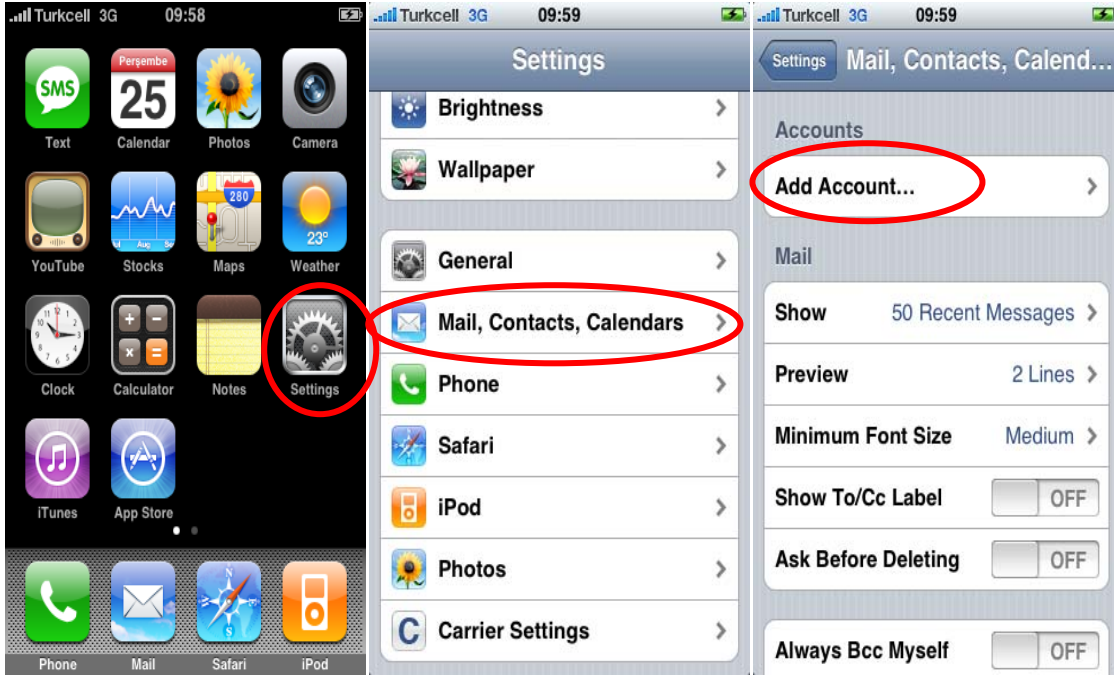 Turkcell 3G 09:58
SMS
Perşembe
25
Text Calendar Photos Camera
280
23°
Aug
YouTube Stocks Maps Weather
Clock Calculator Notes Settings
iTunes App Store
Phone Mail Safari iPod
Turkcell 3G 09:59
Settings
Brightness
Wallpaper
General
Mail, Contacts, Calendars
Phone
Safari
iPod
Photos
C Carrier Settings
Turkcell 3G 09:59
Settings Mail, Contacts, Calend...
Accounts
Add Account...
Mail
Show 50 Recent Messages
Preview 2 Lines
Minimum Font Size Medium
Show To/Cc Label OFF
Ask Before Deleting OFF
Always Bcc Myself OFF